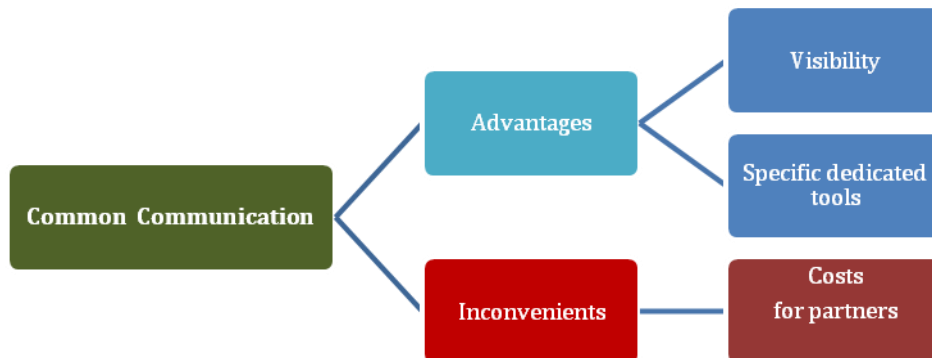 Common Communication
Advantages
Visibility
Specific dedicated
tools
Inconvenients
Costs
for partners